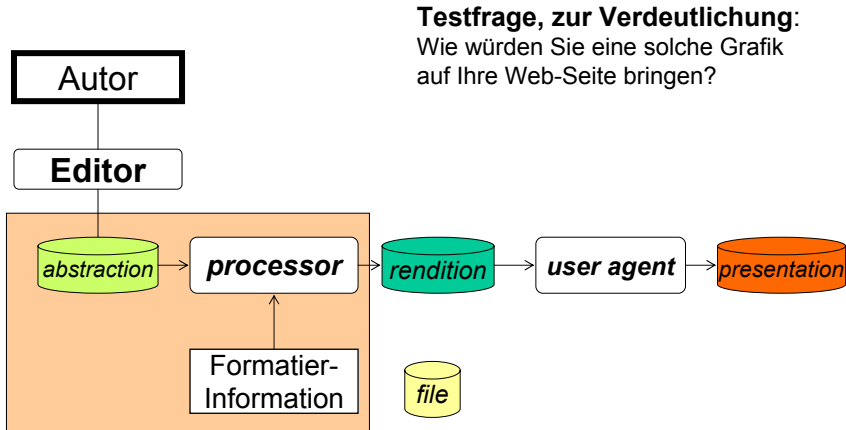 Testfrage, zur Verdeutlichung:
Wie würden Sie eine solche Grafik
auf Ihre Web-Seite bringen?
Autor
Editor
abstraction
processor
rendition
user agent
presentation
Formatier-
Information
file